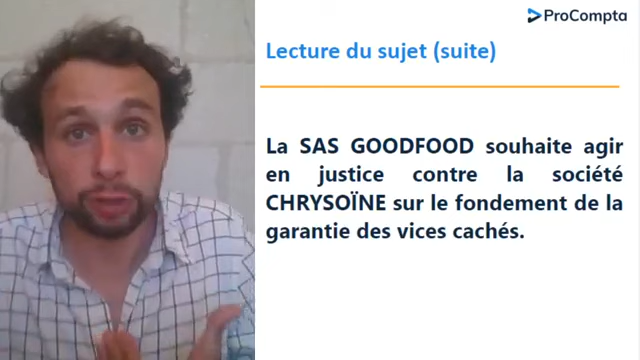 ProCompta
Lecture du sujet (suite)
La SAS GOODFOOD souhaite agir
en justice contre la société
CHRYSOÏNE sur le fondement de la
garantie des vices cachés.